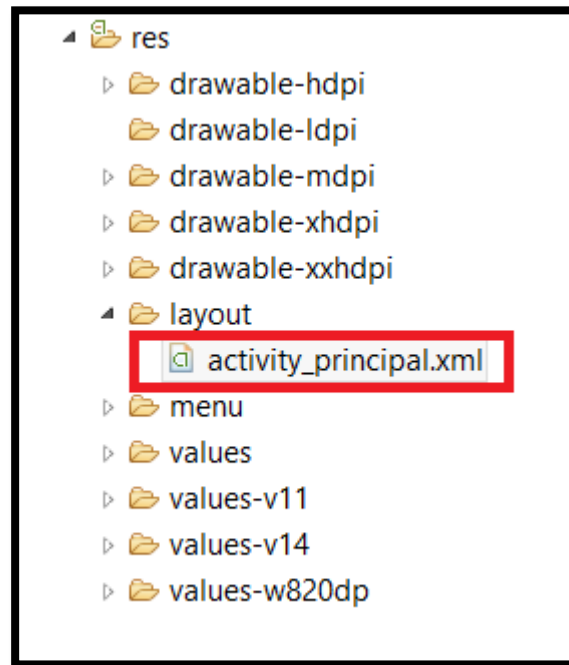 res
drawable-hdpi
drawable-ldpi
drawable-mdpi
drawable-xhdpi
drawable-xxhdpi
layout
activity_principal.xml
menu
values
values-v11
values-v14
values-w820dp